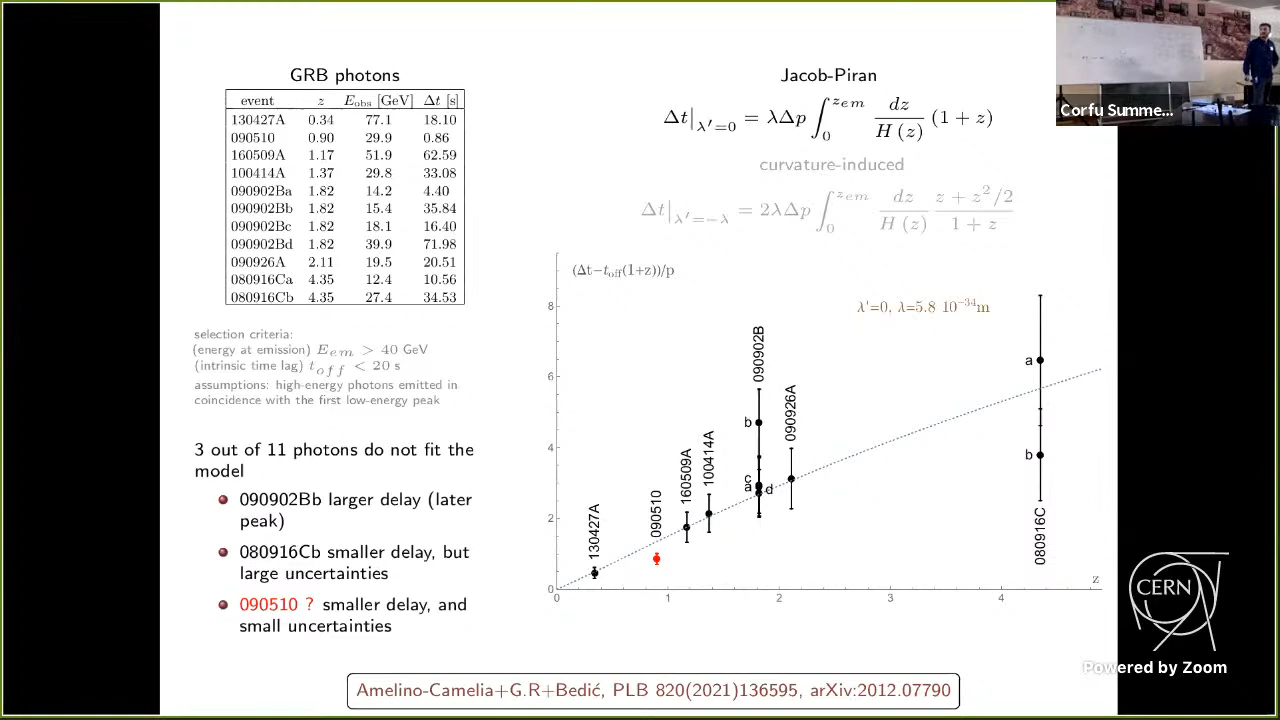 GRB photons
event z E_obs [GeV] Δt [s]
130427A 0.34 77.1 18.10
090510 0.90 29.9 0.86
160509A 1.17 51.9 62.59
100414A 1.37 29.8 33.08
090902Ba 1.82 14.2 4.40
090902Bb 1.82 15.4 35.84
090902Bc 1.82 18.1 16.40
090902Bd 1.82 39.9 71.98
090926A 2.11 19.5 20.51
080916Ca 4.35 12.4 10.56
080916Cb 4.35 27.4 34.53
selection criteria:
(energy at emission) E_em > 40 GeV
(intrinsic time lag) t_off < 20 s
assumptions: high-energy photons emitted in
coincidence with the first low-energy peak
3 out of 11 photons do not fit the
model
090902Bb larger delay (later
peak)
080916Cb smaller delay, but
large uncertainties
090510 ? smaller delay, and
small uncertainties
Jacob-Piran
Δt|_λ′=0 = λΔp ∫_0^z_em dz / H (z) (1 + z)
curvature-induced
Δt|_λ′=−λ = 2λΔp ∫_0^z_em dz / H (z) z + z²/2 / 1 + z
(Δt−t_off(1+z))/p
λ'=0, λ=5.8 10^−34 m
8
6
4
2
0
0 1 2 3 4
z
130427A
090510
160509A
100414A
090902B
b
c
a d
090926A
a
b
080916C
Amelino-Camelia+G.R+Bedić, PLB 820(2021)136595, arXiv:2012.07790
Corfu Summe...
CERN
Powered by Zoom